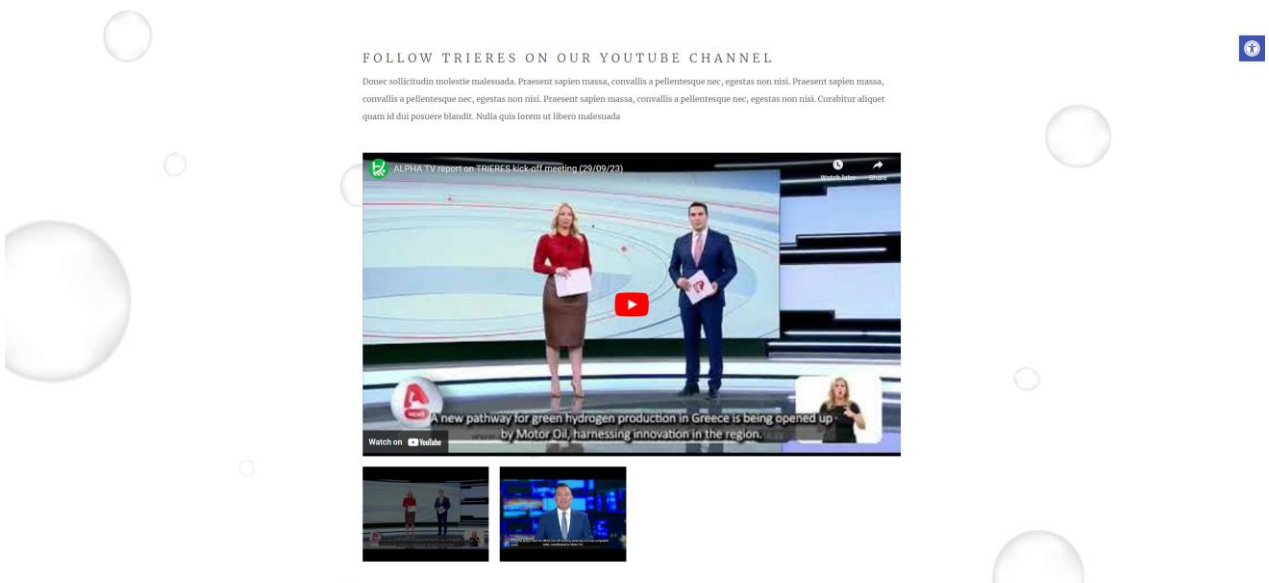 FOLLOW TRIERES ON OUR YOUTUBE CHANNEL
Donec sollicitudin molestie malesuada. Praesent sapien massa, convallis a pellentesque nec, egestas non nisi. Praesent sapien massa,
convallis a pellentesque nec, egestas non nisi. Praesent sapien massa, convallis a pellentesque nec, egestas non nisi. Curabitur aliquet
quam id dui posuere blandit. Nulla quis lorem ut libero malesuada
ALPHA TV report on TRIERES kick-off meeting (29/09/23)
Watch later
Share
NEWS
A new pathway for green hydrogen production in Greece is being opened up
by Motor Oil, harnessing innovation in the region.
Watch on YouTube